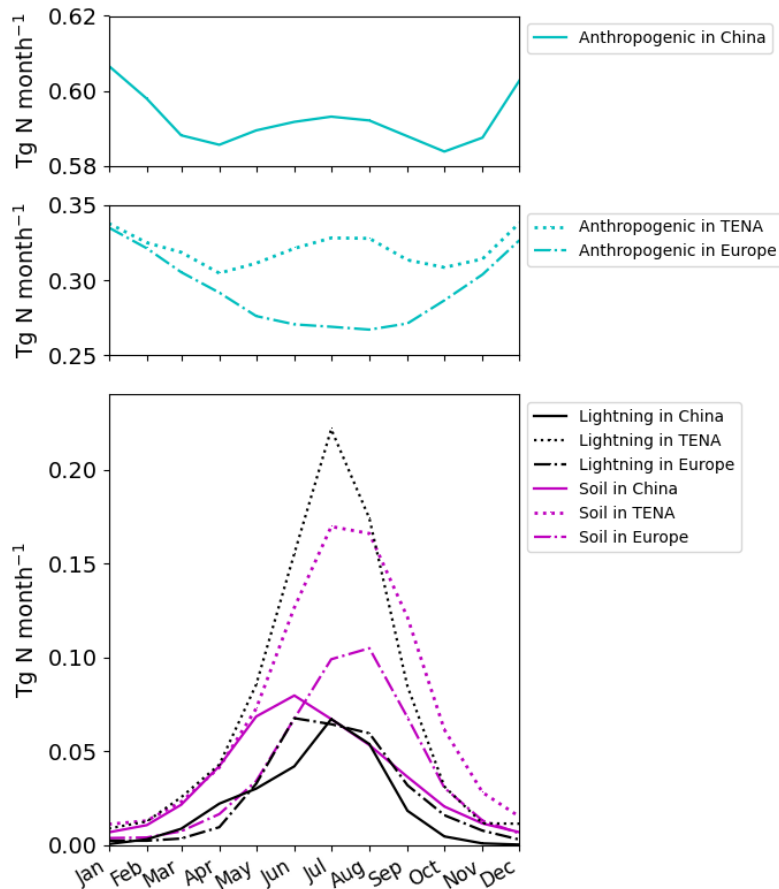 0.62
0.60
0.58
Tg N month⁻¹
Anthropogenic in China
0.35
0.30
0.25
Tg N month⁻¹
Anthropogenic in TENA
Anthropogenic in Europe
0.20
0.15
0.10
0.05
0.00
Tg N month⁻¹
Lightning in China
Lightning in TENA
Lightning in Europe
Soil in China
Soil in TENA
Soil in Europe
Jan Feb Mar Apr May Jun Jul Aug Sep Oct Nov Dec